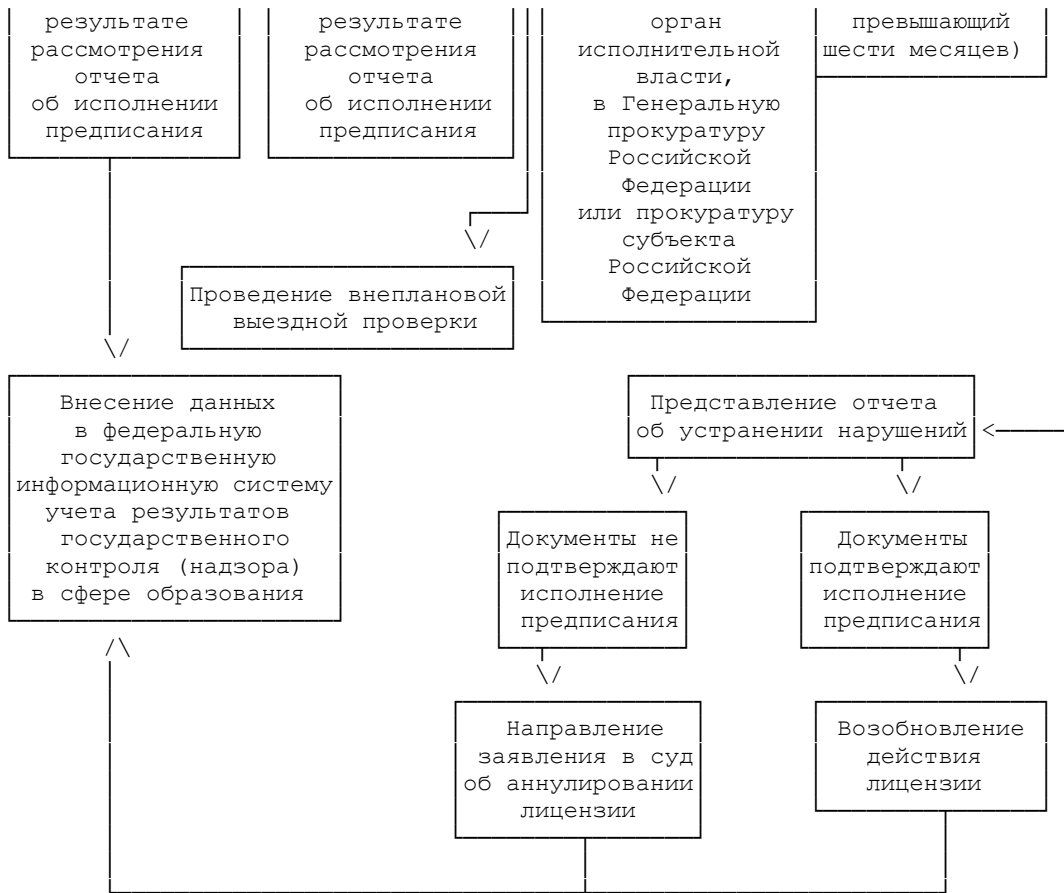 результате
рассмотрения
отчета
об исполнении
предписания
результате
рассмотрения
отчета
об исполнении
предписания
орган
исполнительной
власти,
в Генеральную
прокуратуру
Российской
Федерации
или прокуратуру
субъекта
Российской
Федерации
превышающий
шести месяцев)
Проведение внеплановой
выездной проверки
Внесение данных
в федеральную
государственную
информационную систему
учета результатов
государственного
контроля (надзора)
в сфере образования
Представление отчета
об устранении нарушений
Документы не
подтверждают
исполнение
предписания
Документы
подтверждают
исполнение
предписания
Направление
заявления в суд
об аннулировании
лицензии
Возобновление
действия
лицензии